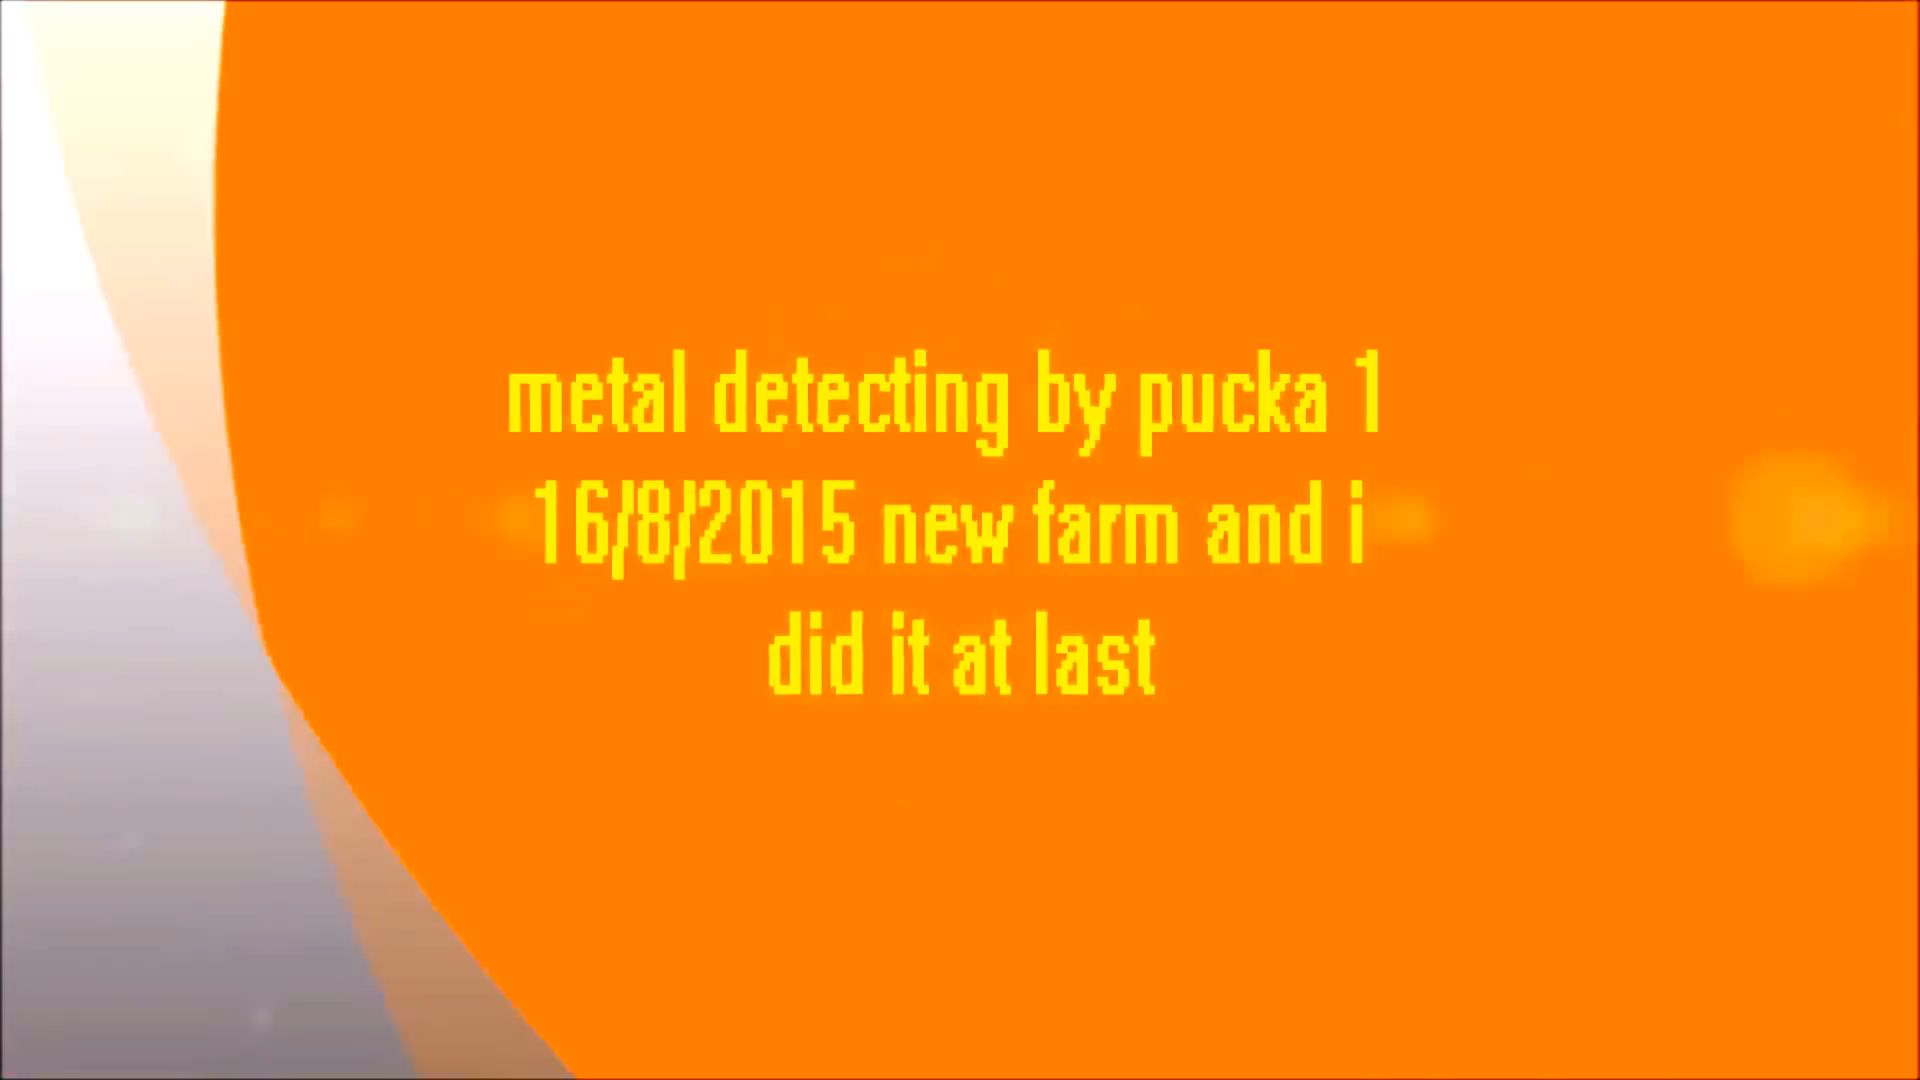 metal detecting by pucka 1
16/8/2015 new farm and i
did it at last